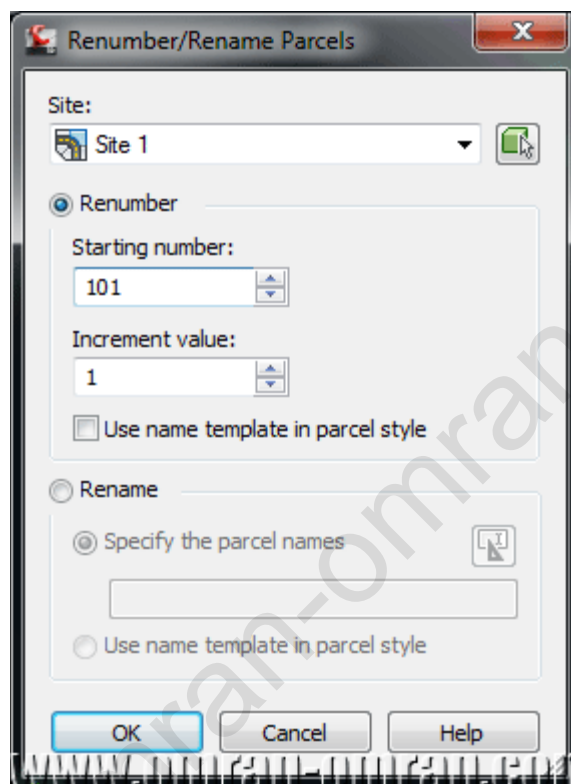 Renumber/Rename Parcels
Site:
Site 1
Renumber
Starting number:
101
Increment value:
1
Use name template in parcel style
Rename
Specify the parcel names
Use name template in parcel style
OK Cancel Help